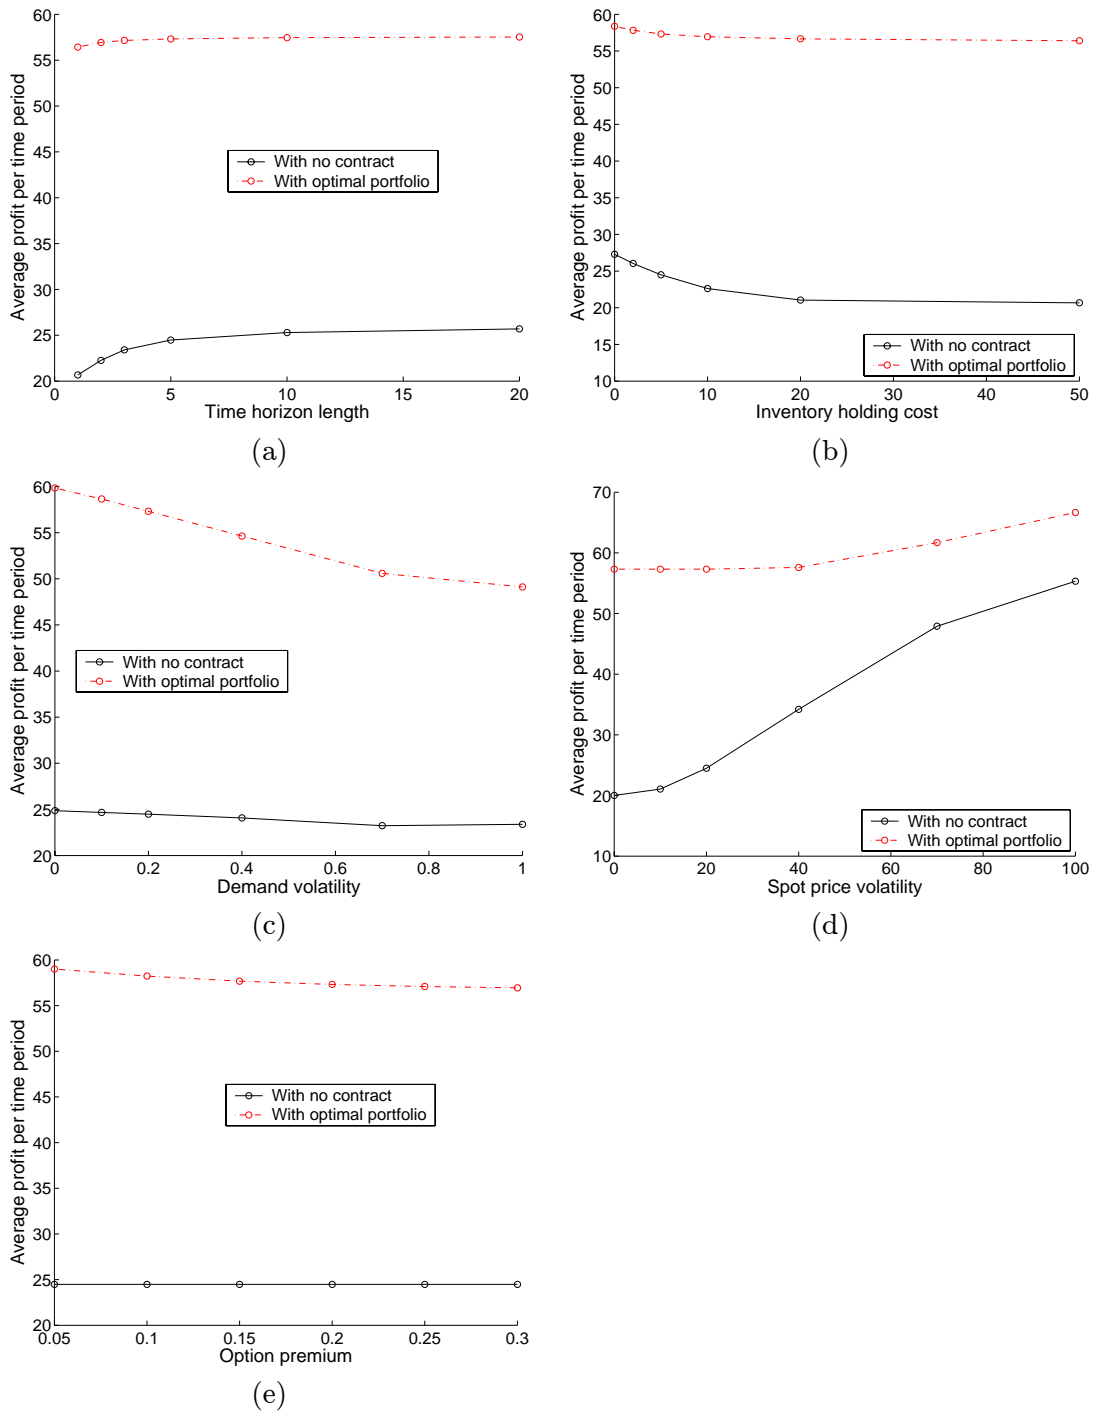 60
55
50
45
40
35
30
25
20
Average profit per time period
With no contract
With optimal portfolio
0 5 10 15 20
Time horizon length
(a)
60
55
50
45
40
35
30
25
20
15
10
Average profit per time period
With no contract
With optimal portfolio
0 10 20 30 40 50
Inventory holding cost
(b)
60
55
50
45
40
35
30
25
20
Average profit per time period
With no contract
With optimal portfolio
0 0.2 0.4 0.6 0.8 1
Demand volatility
(c)
70
60
50
40
30
20
10
Average profit per time period
With no contract
With optimal portfolio
0 20 40 60 80 100
Spot price volatility
(d)
60
55
50
45
40
35
30
25
20
Average profit per time period
With no contract
With optimal portfolio
0.05 0.1 0.15 0.2 0.25 0.3
Option premium
(e)